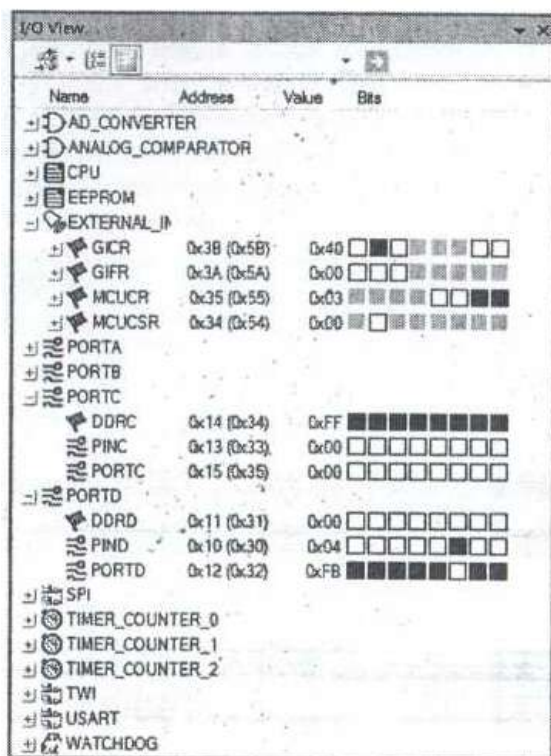 I/O View
Name Address Value Bits
AD_CONVERTER
ANALOG_COMPARATOR
CPU
EEPROM
EXTERNAL_IN
GICR 0x3B (0x5B) 0x40
GIFR 0x3A (0x5A) 0x00
MCUCR 0x35 (0x55) 0x03
MCUCSR 0x34 (0x54) 0x00
PORTA
PORTB
PORTC
DDRC 0x14 (0x34) 0xFF
PINC 0x13 (0x33) 0x00
PORTC 0x15 (0x35) 0x00
PORTD
DDRD 0x11 (0x31) 0x00
PIND 0x10 (0x30) 0x04
PORTD 0x12 (0x32) 0xFB
SPI
TIMER_COUNTER_0
TIMER_COUNTER_1
TIMER_COUNTER_2
TWI
USART
WATCHDOG